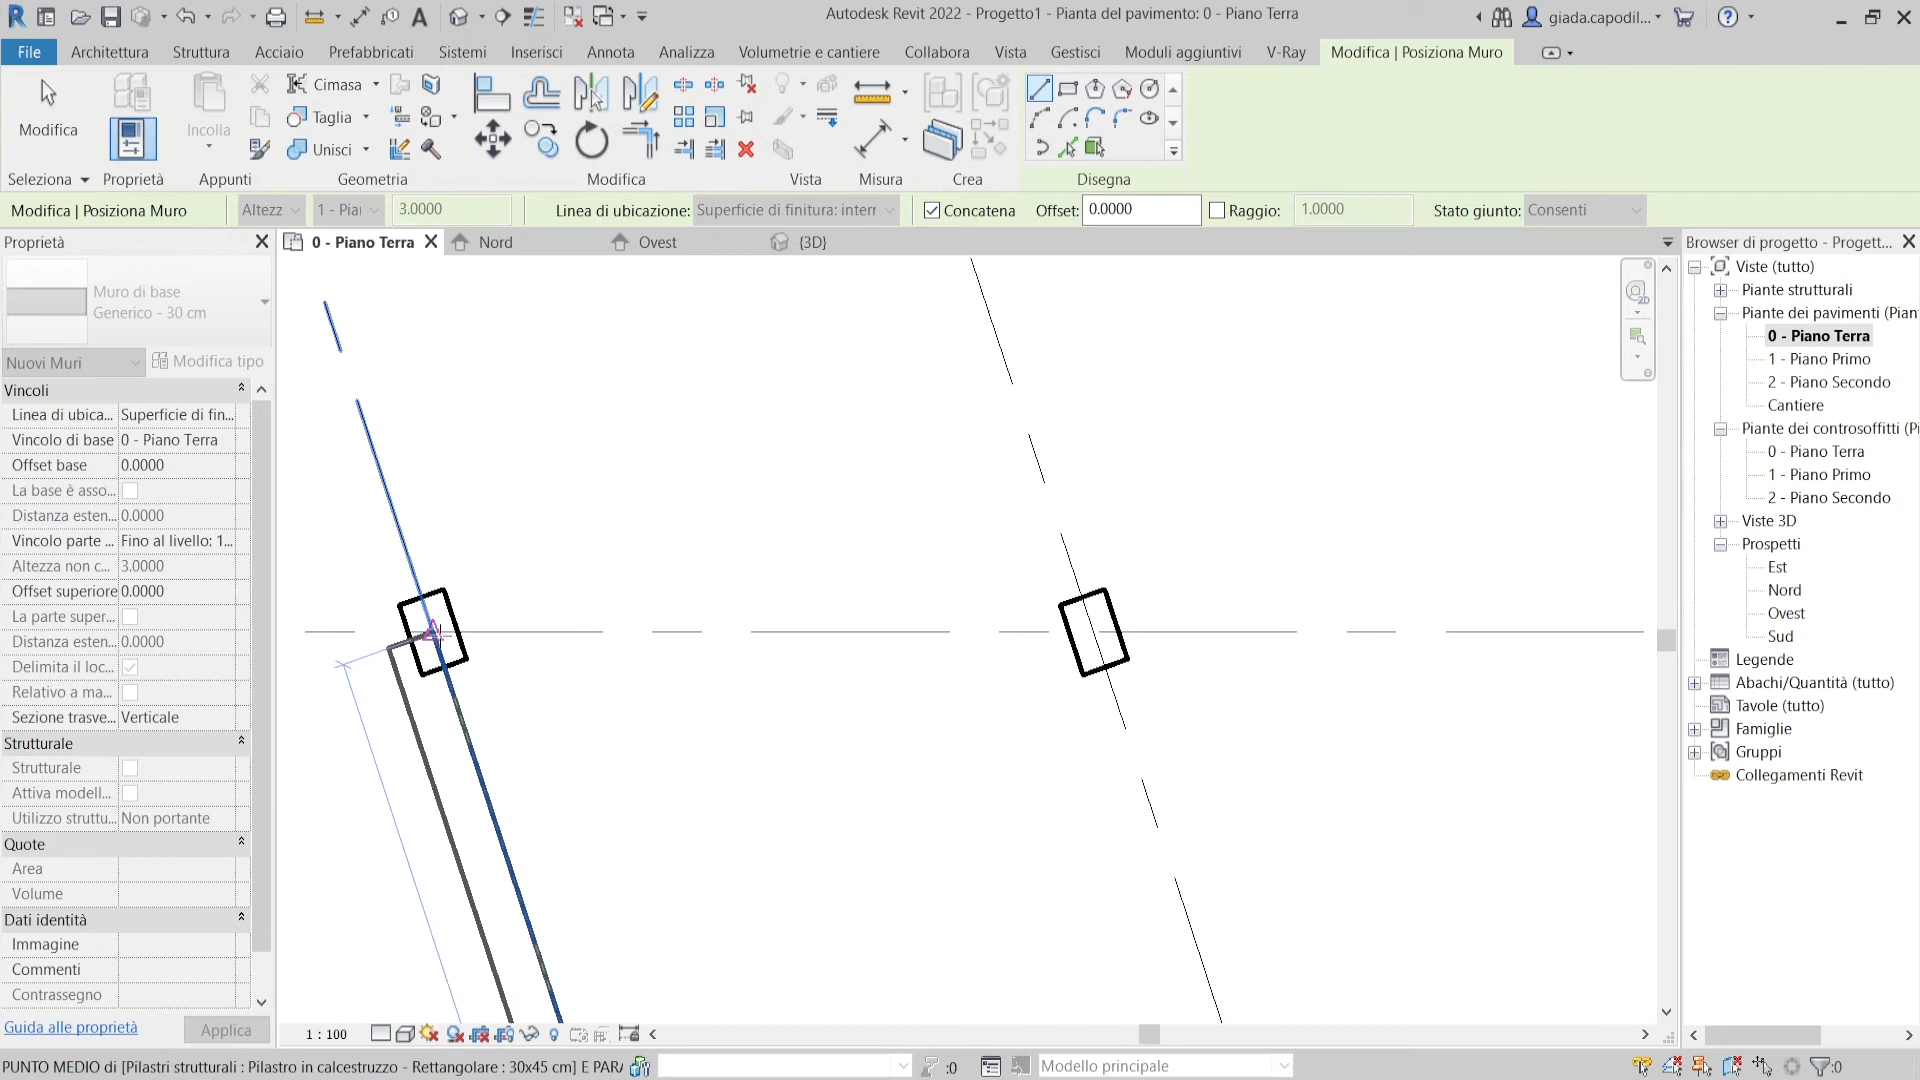 Autodesk Revit 2022 - Progetto1 - Pianta del pavimento: 0 - Piano Terra
giada.capodil...
File Architettura Struttura Acciaio Prefabbricati Sistemi Inserisci Annota Analizza Volumetrie e cantiere Collabora Vista Gestisci Moduli aggiuntivi V-Ray Modifica | Posiziona Muro
Modifica
Incolla
Cimasa
Taglia
Unisci
Seleziona Proprietà Appunti Geometria Modifica Vista Misura Crea Disegna
Modifica | Posiziona Muro Altezz 1 - Pia 3.0000 Linea di ubicazione: Superficie di finitura: interr Concatena Offset: 0.0000 Raggio: 1.0000 Stato giunto: Consenti
Proprietà
0 - Piano Terra Nord Ovest {3D}
Browser di progetto - Progett...
Muro di base
Generico - 30 cm
Nuovi Muri Modifica tipo
Vincoli
Linea di ubica... Superficie di fin...
Vincolo di base 0 - Piano Terra
Offset base 0.0000
La base è asso...
Distanza esten... 0.0000
Vincolo parte ... Fino al livello: 1...
Altezza non c... 3.0000
Offset superiore 0.0000
La parte super...
Distanza esten... 0.0000
Delimita il loc...
Relativo a ma...
Sezione trasve... Verticale
Strutturale
Strutturale
Attiva modell...
Utilizzo struttu... Non portante
Quote
Area
Volume
Dati identità
Immagine
Commenti
Contrassegno
Guida alle proprietà Applica
Viste (tutto)
Piante strutturali
Piante dei pavimenti (Pian
0 - Piano Terra
1 - Piano Primo
2 - Piano Secondo
Cantiere
Piante dei controsoffitti (Pi
0 - Piano Terra
1 - Piano Primo
2 - Piano Secondo
Viste 3D
Prospetti
Est
Nord
Ovest
Sud
Legende
Abachi/Quantità (tutto)
Tavole (tutto)
Famiglie
Gruppi
Collegamenti Revit
1 : 100
PUNTO MEDIO di [Pilastri strutturali : Pilastro in calcestruzzo - Rettangolare : 30x45 cm] E PARA :0 Modello principale :0